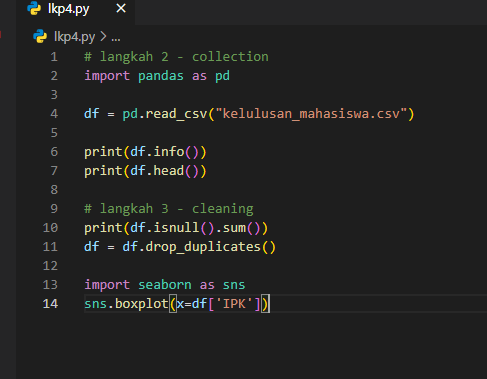 lkp4.py ×
lkp4.py > ...
1 # langkah 2 - collection
2 import pandas as pd
3
4 df = pd.read_csv("kelulusan_mahasiswa.csv")
5
6 print(df.info())
7 print(df.head())
8
9 # langkah 3 - cleaning
10 print(df.isnull().sum())
11 df = df.drop_duplicates()
12
13 import seaborn as sns
14 sns.boxplot(x=df['IPK'])